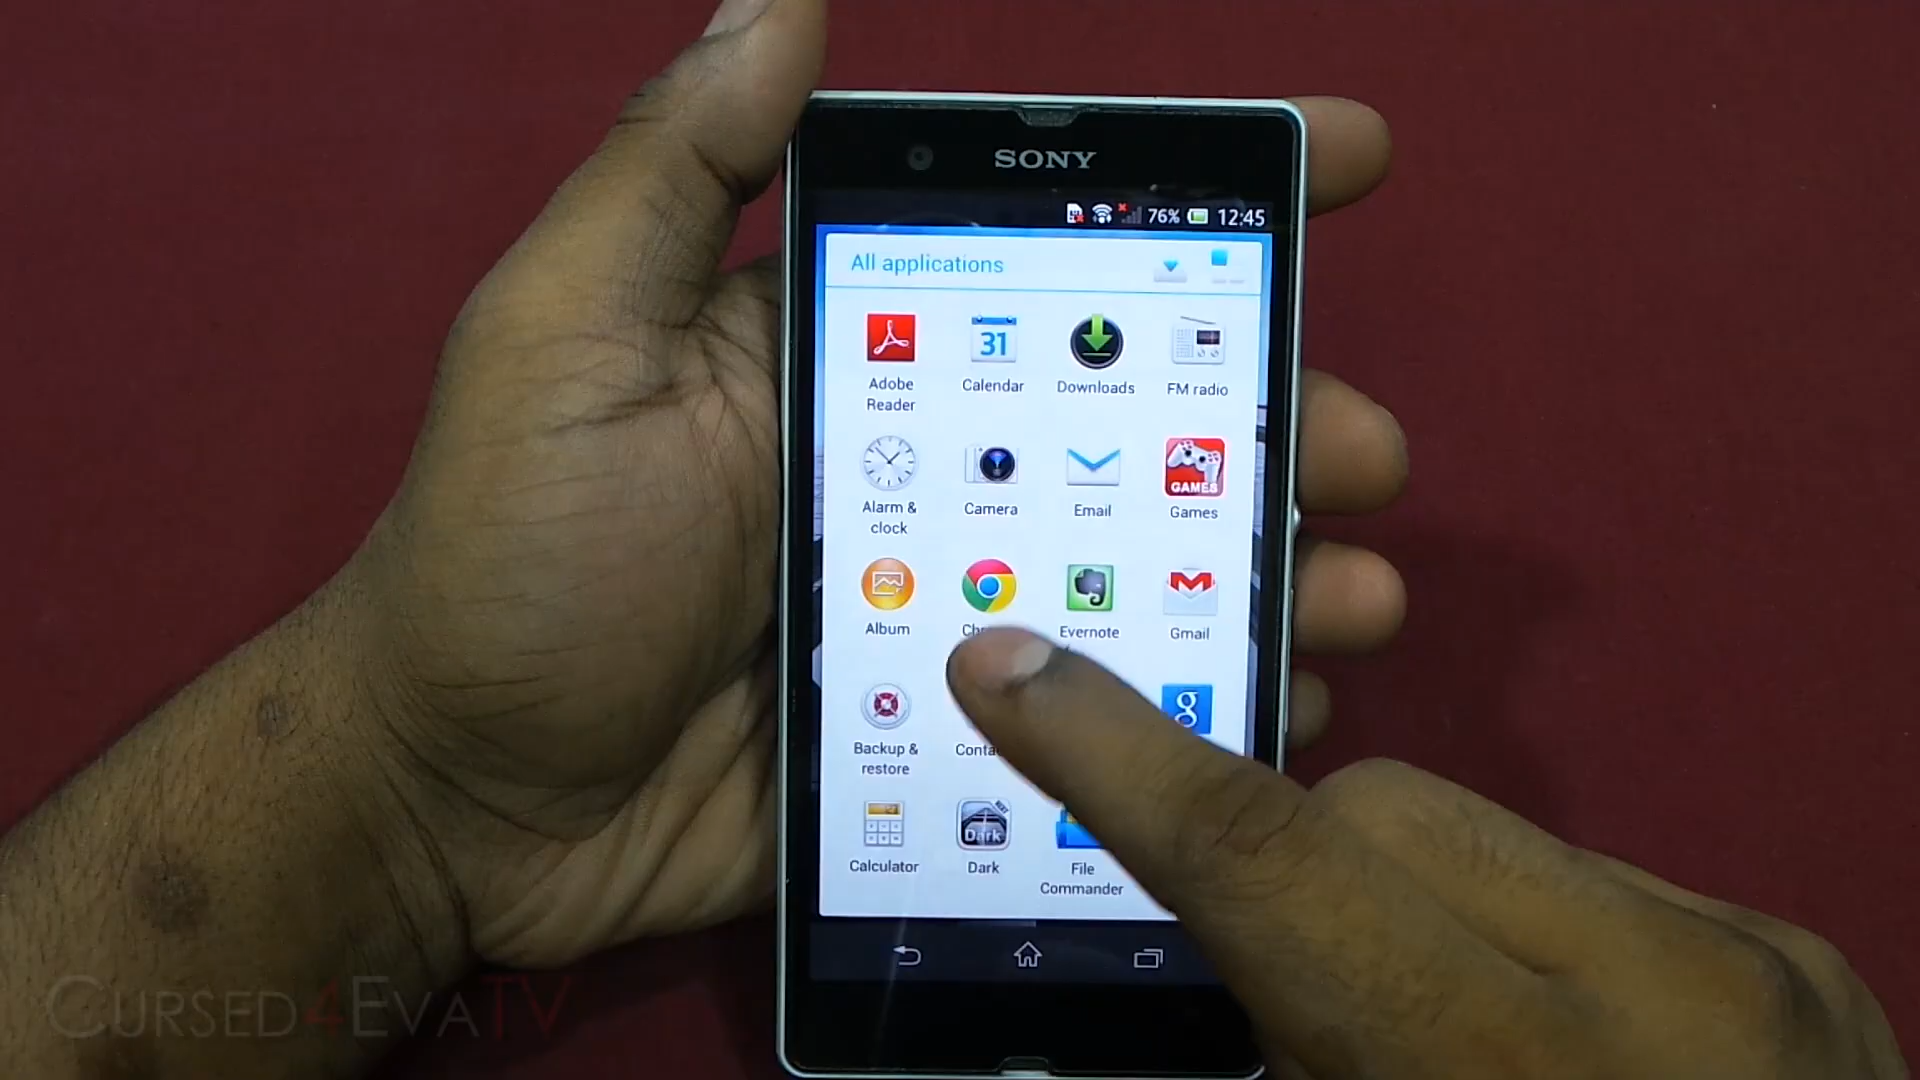 SONY
76% 12:45
All applications
31
Adobe
Reader
Calendar
Downloads
FM radio
GAMES
Alarm &
clock
Camera
Email
Games
Album
Evernote
Gmail
g
Backup &
restore
Dark
Calculator
Dark
File
Commander
CURSED4EVATV